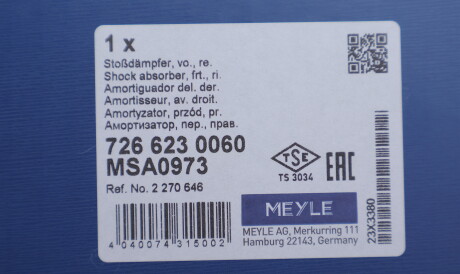 1 x
Stoßdämpfer, vo., re.
Shock absorber, frt., ri.
Amortiguador del. der.
Amortisseur, av. droit.
Amortyzator, przód, pr.
Амортизатор, пер., прав.
726 623 0060
MSA0973
Ref. No. 2 270 646
TSE
TS 3034
EAC
MEYLE
MEYLE AG, Merkurring 111
Hamburg 22143, Germany
4 040074 315002
23X3380